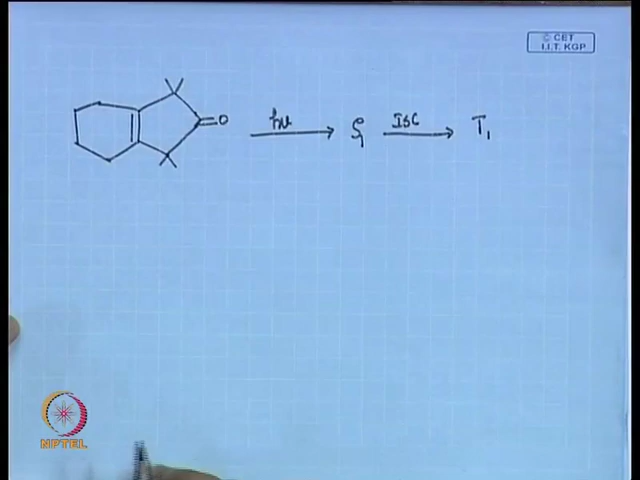 © CET
I.I.T. KGP
O hν S₁ ISC T₁
NPTEL